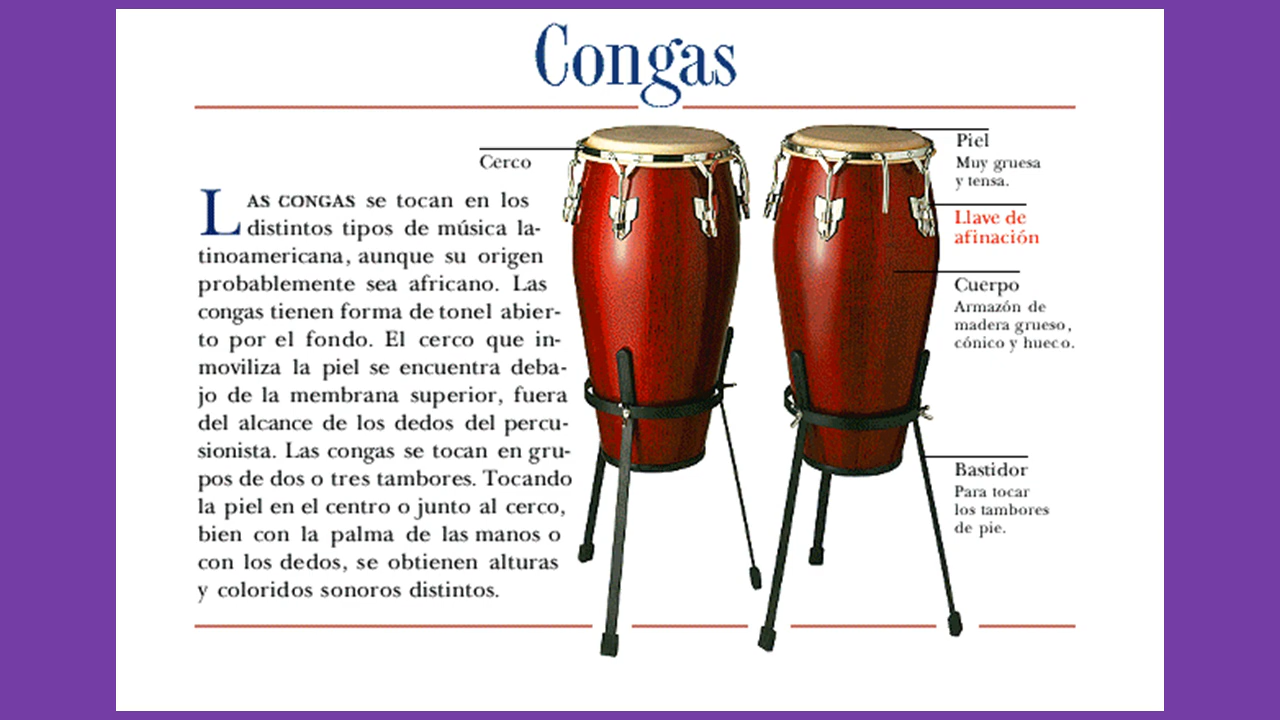 Congas
Cerco
LAS CONGAS se tocan en los
distintos tipos de música la-
tinoamericana, aunque su origen
probablemente sea africano. Las
congas tienen forma de tonel abier-
to por el fondo. El cerco que in-
moviliza la piel se encuentra deba-
jo de la membrana superior, fuera
del alcance de los dedos del percu-
sionista. Las congas se tocan en gru-
pos de dos o tres tambores. Tocando
la piel en el centro o junto al cerco,
bien con la palma de las manos o
con los dedos, se obtienen alturas
y coloridos sonoros distintos.
Piel
Muy gruesa
y tensa.
Llave de
afinación
Cuerpo
Armazón de
madera grueso,
cónico y hueco.
Bastidor
Para tocar
los tambores
de pie.